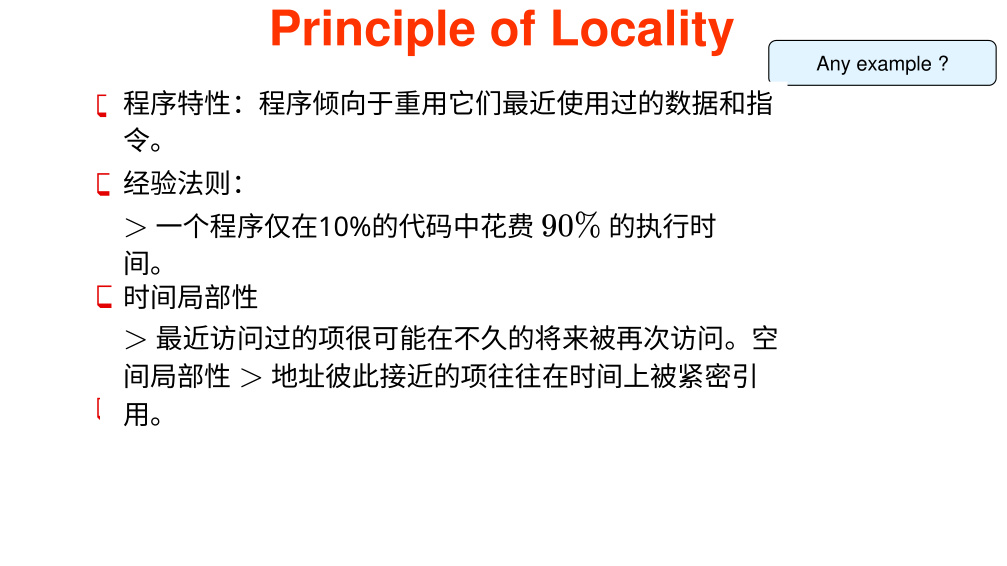 Principle of Locality
Any example ?
程序特性：程序倾向于重用它们最近使用过的数据和指
令。
经验法则：
> 一个程序仅在10%的代码中花费 90% 的执行时
间。
时间局部性
> 最近访问过的项很可能在不久的将来被再次访问。空
间局部性 > 地址彼此接近的项往往在时间上被紧密引
用。